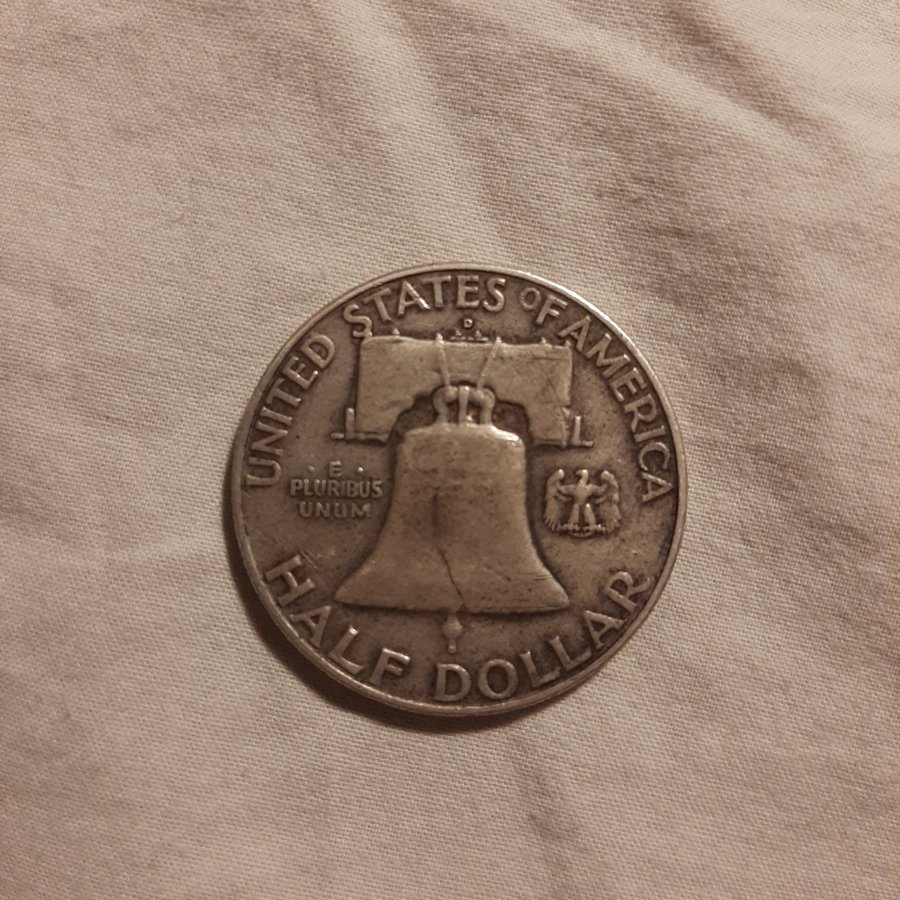 UNITED STATES OF AMERICA
D
· E ·
PLURIBUS
UNUM
HALF DOLLAR